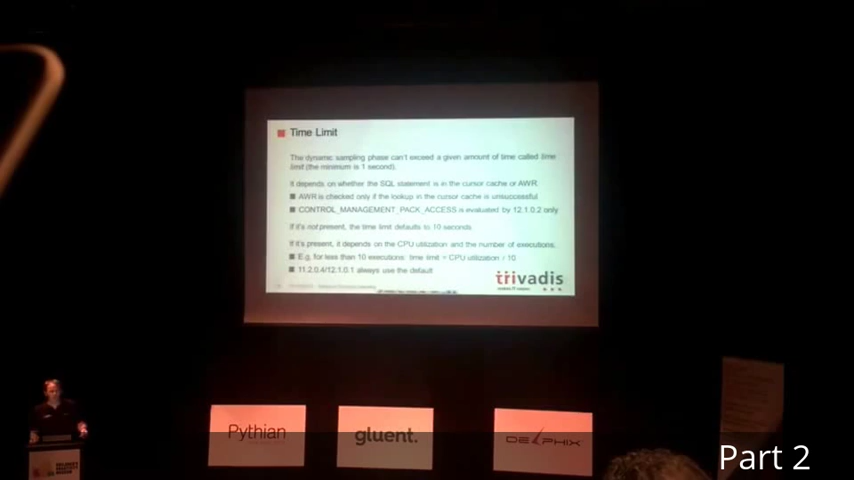 Time Limit
The dynamic sampling phase can't exceed a given amount of time called time
limit (the minimum is 1 second).
It depends on whether the SQL statement is in the cursor cache or AWR.
AWR is checked only if the lookup in the cursor cache is unsuccessful
CONTROL_MANAGEMENT_PACK_ACCESS is evaluated by 12.1.0.2 only
If it's not present, the time limit defaults to 10 seconds
If it's present, it depends on the CPU utilization and the number of executions.
E.g. for less than 10 executions: time limit = CPU utilization / 10
11.2.0.4/12.1.0.1 always use the default
trivadis
Pythian
gluent.
DELPHIX
Part 2